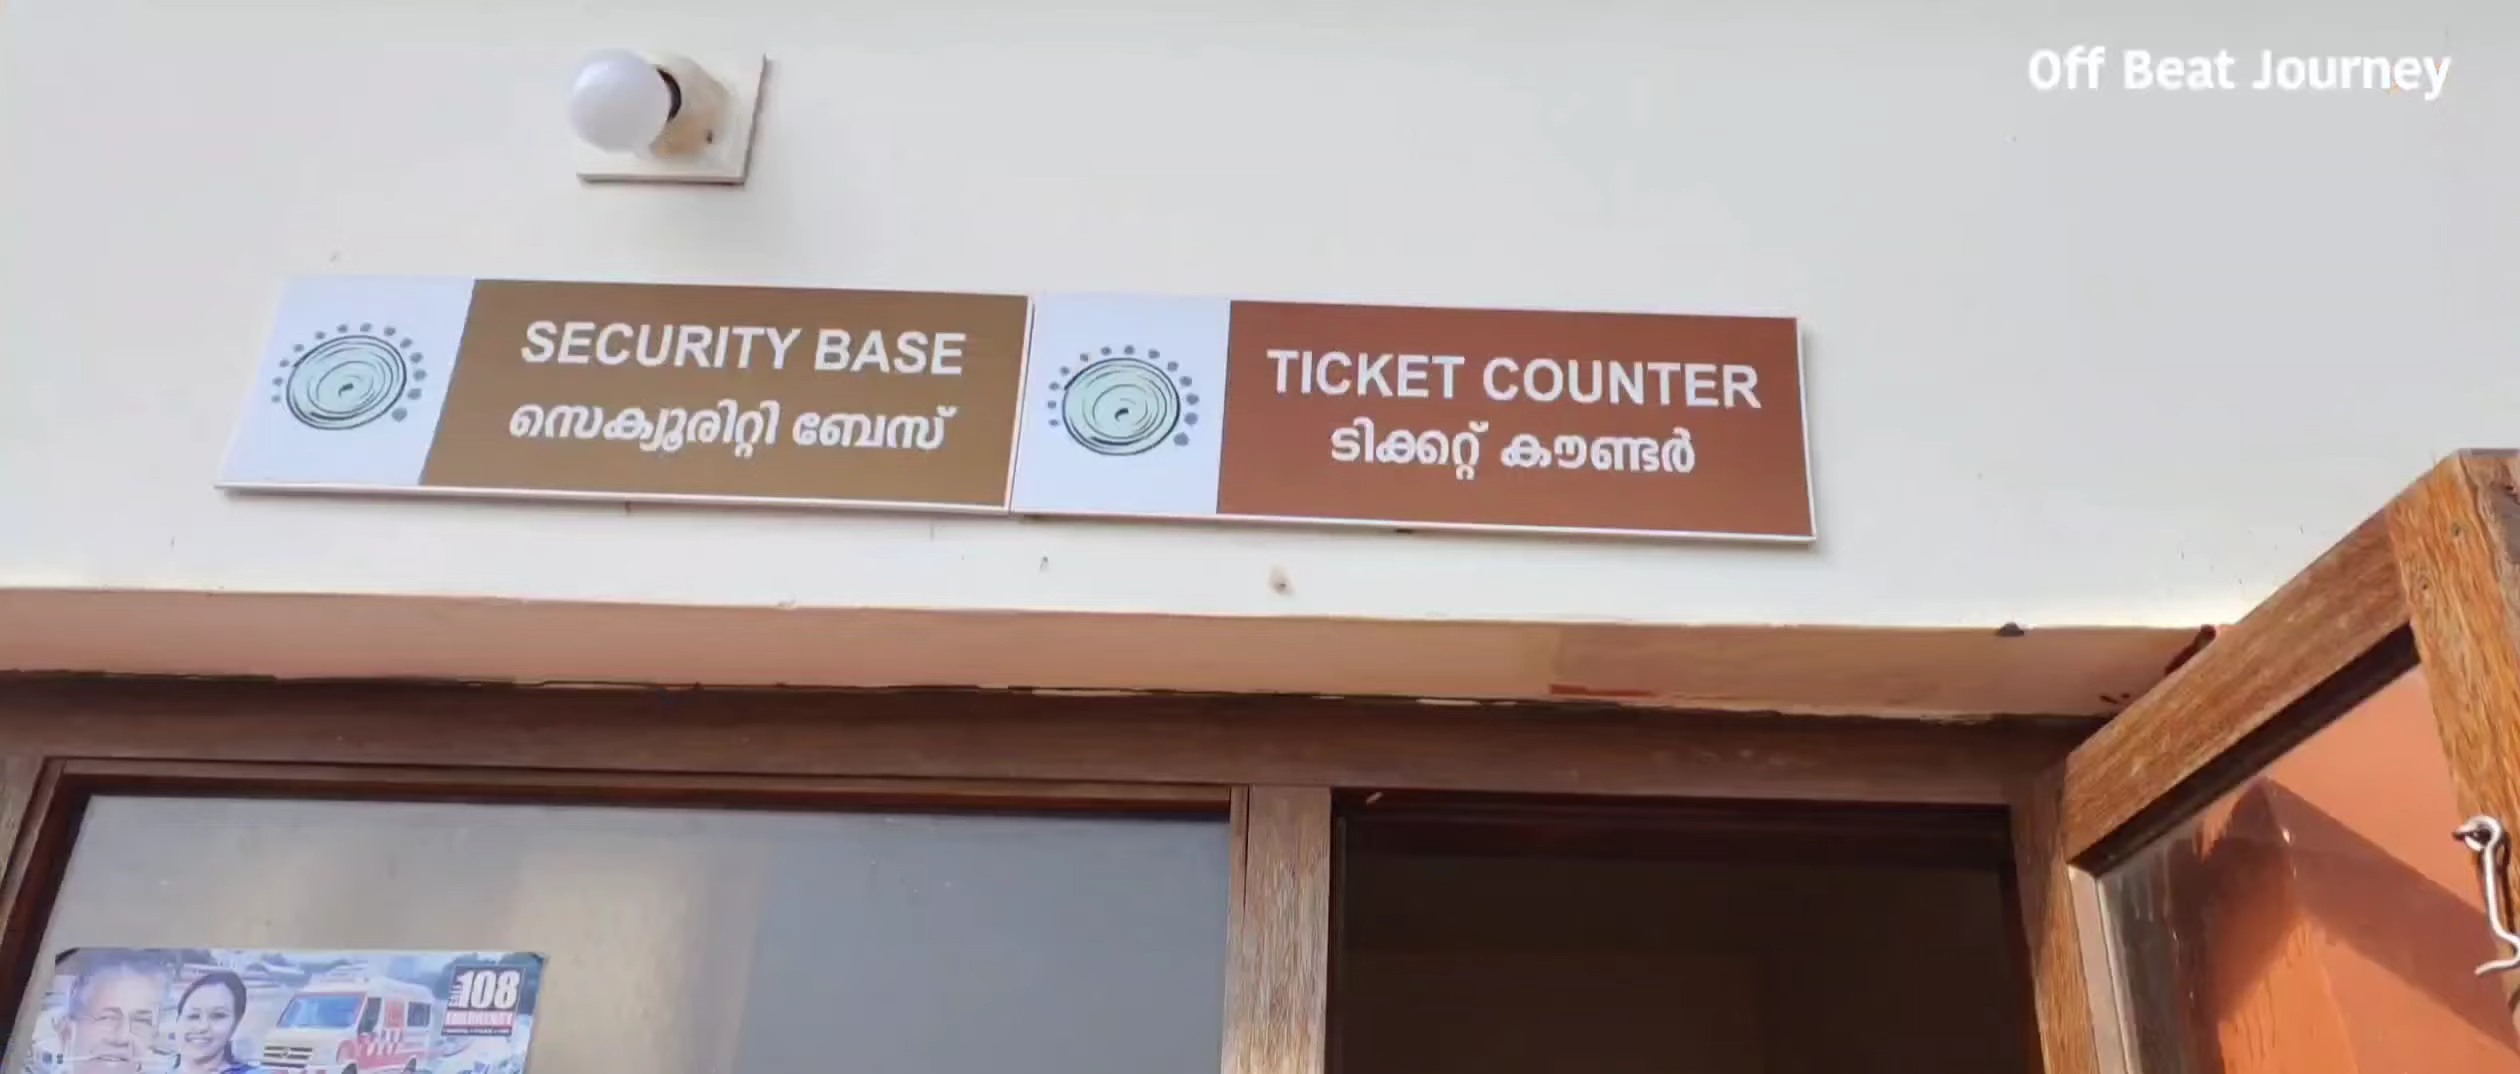 Off Beat Journey
SECURITY BASE
സെക്യൂരിറ്റി ബേസ്
TICKET COUNTER
ടിക്കറ്റ് കൗണ്ടർ
108